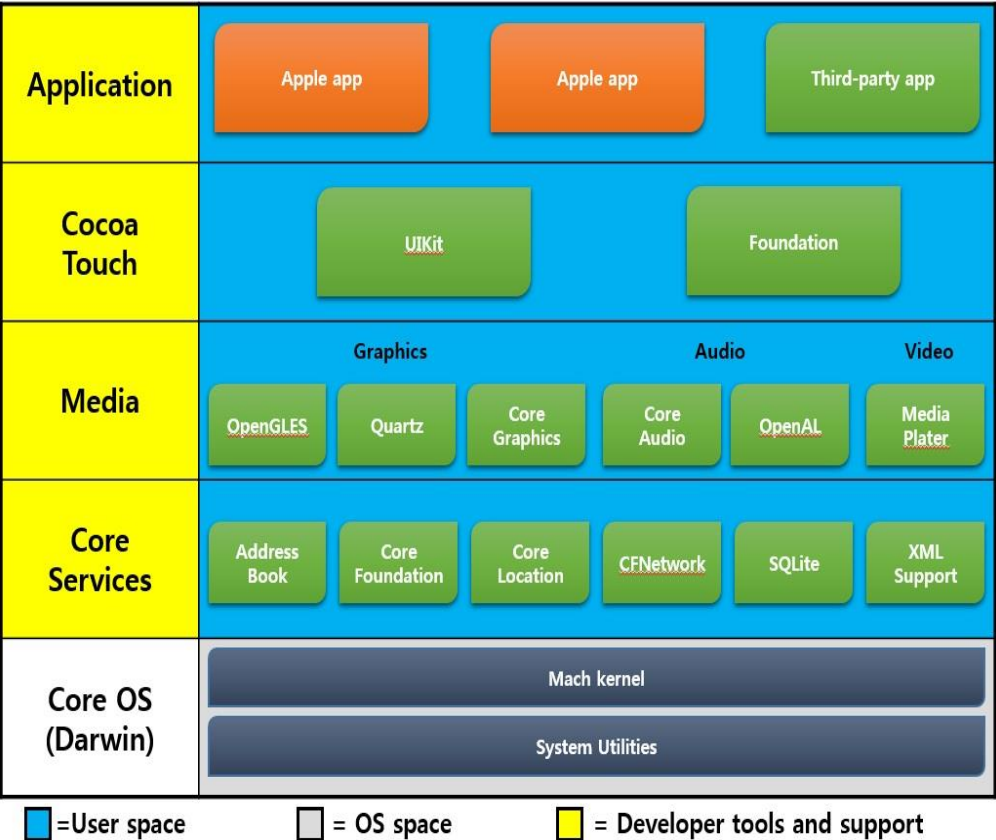 Application
Apple app
Apple app
Third-party app
Cocoa
Touch
UIKit
Foundation
Media
Graphics
Audio
Video
OpenGLES
Quartz
Core
Graphics
Core
Audio
OpenAL
Media
Plater
Core
Services
Address
Book
Core
Foundation
Core
Location
CFNetwork
SQLite
XML
Support
Core OS
(Darwin)
Mach kernel
System Utilities
=User space
= OS space
= Developer tools and support